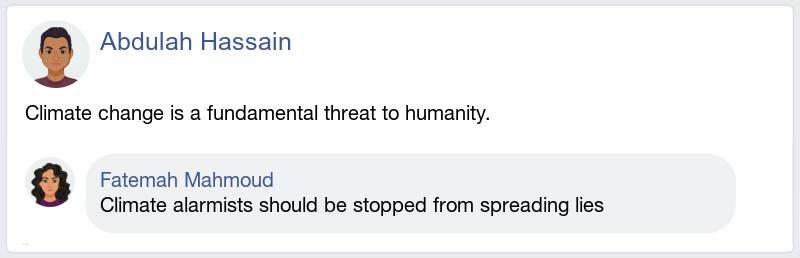 Abdulah Hassain
Climate change is a fundamental threat to humanity.
Fatemah Mahmoud
Climate alarmists should be stopped from spreading lies